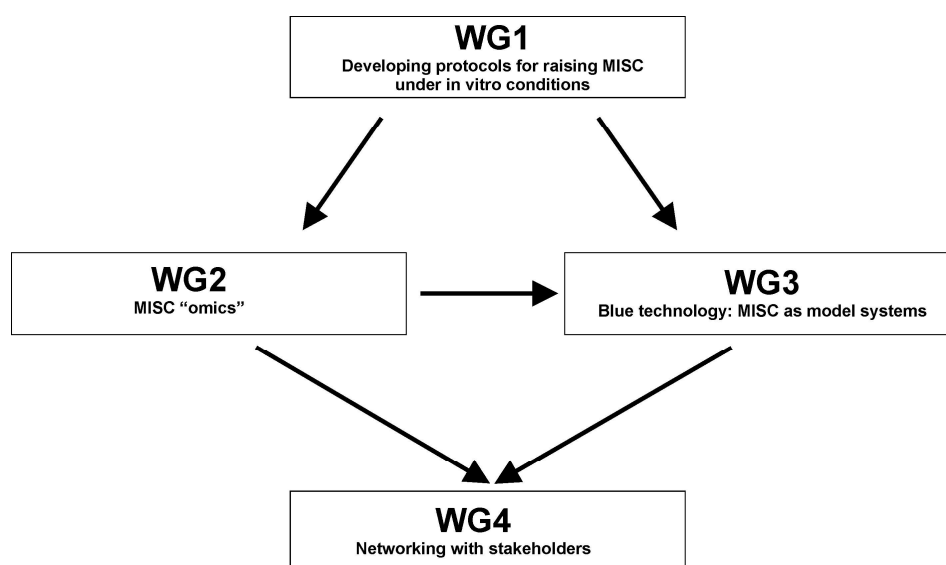 WG1
Developing protocols for raising MISC
under in vitro conditions
WG2
MISC “omics”
WG3
Blue technology: MISC as model systems
WG4
Networking with stakeholders